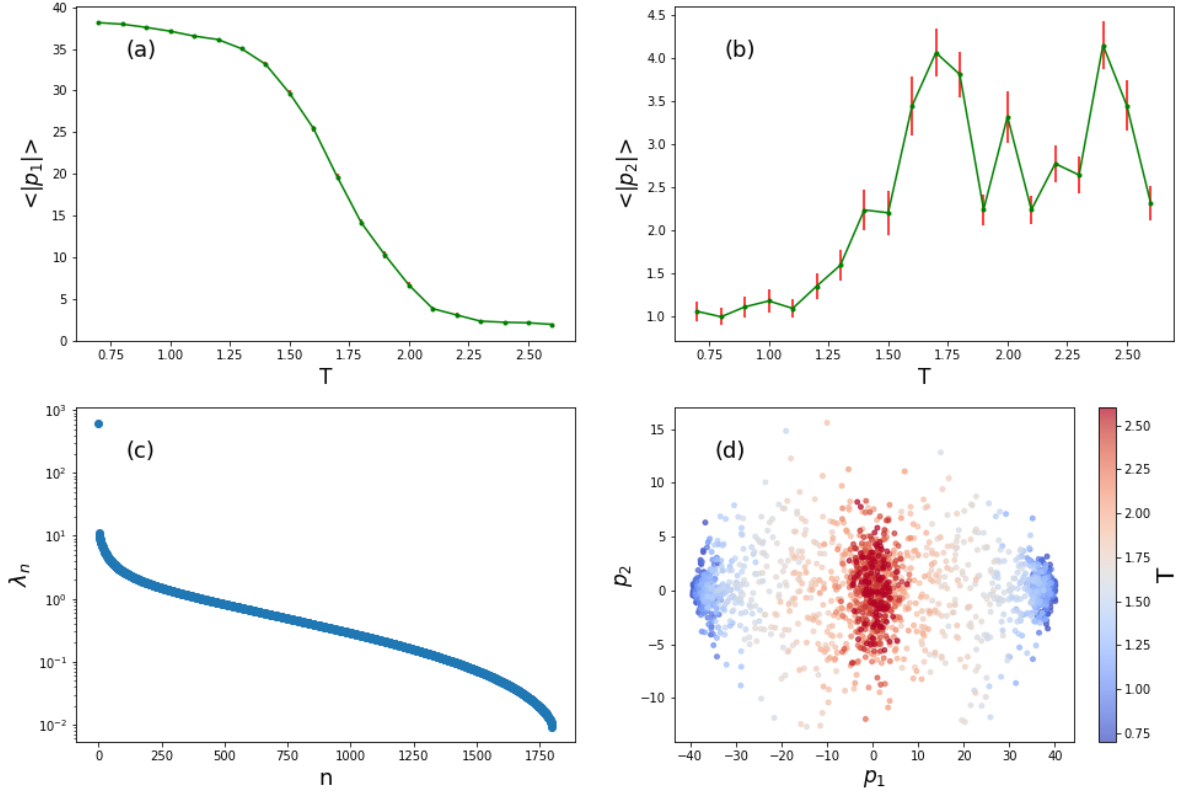 (a)
<|p₁|>
40
35
30
25
20
15
10
5
0
0.75 1.00 1.25 1.50 1.75 2.00 2.25 2.50
T
(b)
<|p₂|>
4.5
4.0
3.5
3.0
2.5
2.0
1.5
1.0
0.75 1.00 1.25 1.50 1.75 2.00 2.25 2.50
T
(c)
λₙ
10³
10²
10¹
10⁰
10⁻¹
10⁻²
0 250 500 750 1000 1250 1500 1750
n
(d)
p₂
15
10
5
0
−5
−10
−40 −30 −20 −10 0 10 20 30 40
p₁
2.50
2.25
2.00
1.75
1.50
1.25
1.00
0.75
T